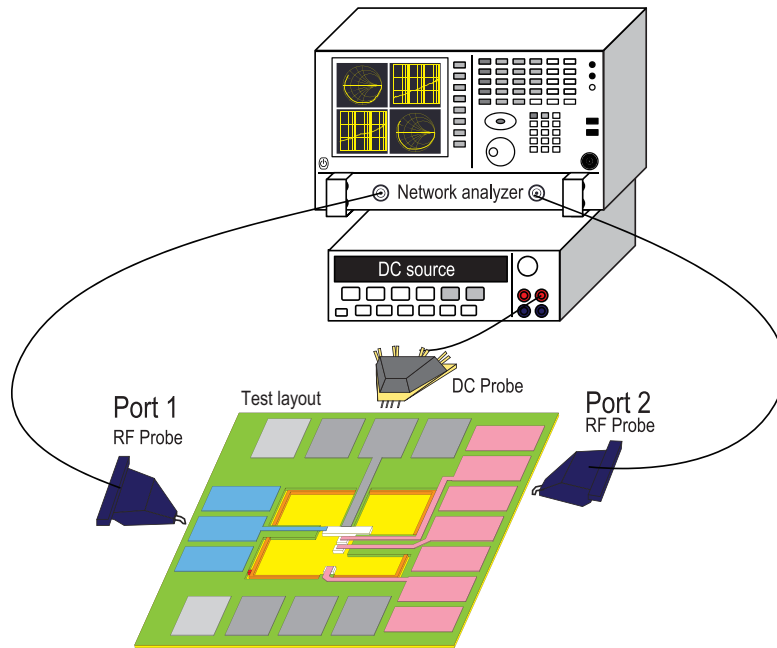 Network analyzer
DC source
DC Probe
Test layout
Port 1
RF Probe
Port 2
RF Probe